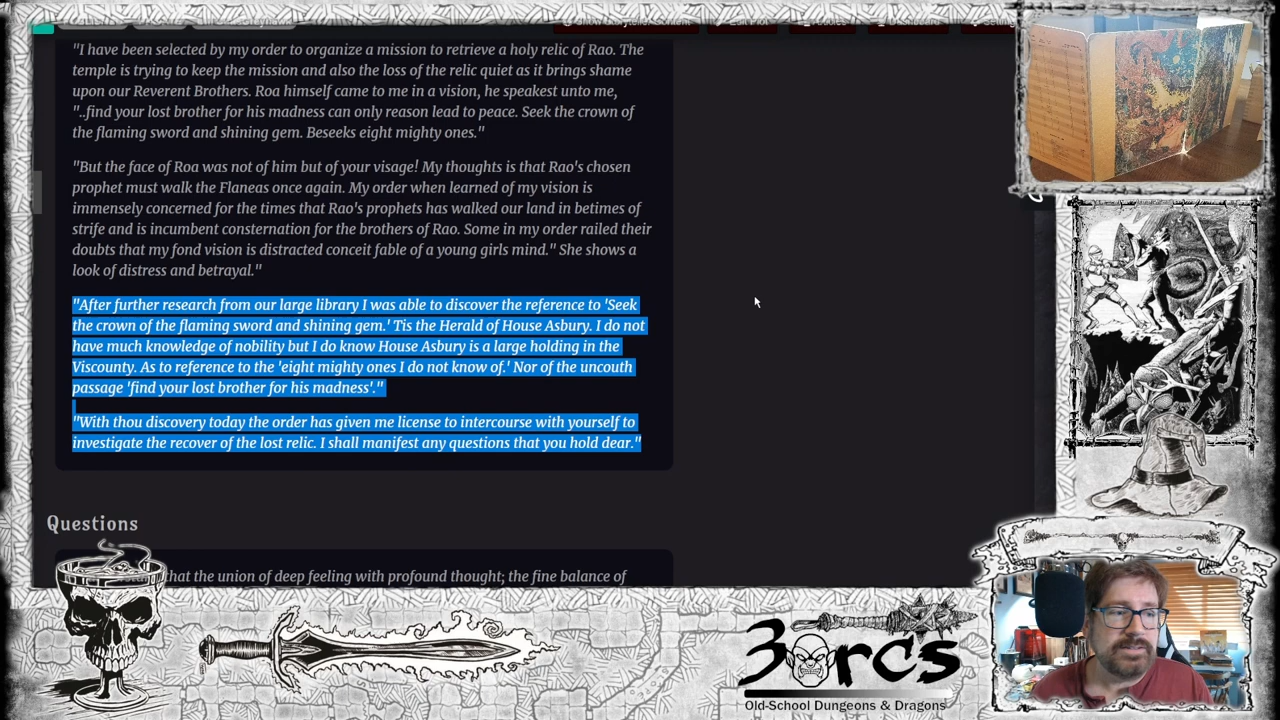 "I have been selected by my order to organize a mission to retrieve a holy relic of Rao. The
temple is trying to keep the mission and also the loss of the relic quiet as it brings shame
upon our Reverent Brothers. Roa himself came to me in a vision, he speakest unto me,
"..find your lost brother for his madness can only reason lead to peace. Seek the crown of
the flaming sword and shining gem. Beseeks eight mighty ones."
"But the face of Roa was not of him but of your visage! My thoughts is that Rao's chosen
prophet must walk the Flaneas once again. My order when learned of my vision is
immensely concerned for the times that Rao's prophets has walked our land in betimes of
strife and is incumbent consternation for the brothers of Rao. Some in my order railed their
doubts that my fond vision is distracted conceit fable of a young girls mind." She shows a
look of distress and betrayal."
"After further research from our large library I was able to discover the reference to 'Seek
the crown of the flaming sword and shining gem.' Tis the Herald of House Asbury. I do not
have much knowledge of nobility but I do know House Asbury is a large holding in the
Viscounty. As to reference to the 'eight mighty ones I do not know of.' Nor of the uncouth
passage 'find your lost brother for his madness'."
"With thou discovery today the order has given me license to intercourse with yourself to
investigate the recover of the lost relic. I shall manifest any questions that you hold dear."
Questions
that the union of deep feeling with profound thought; the fine balance of
3 orcs
Old-School Dungeons & Dragons